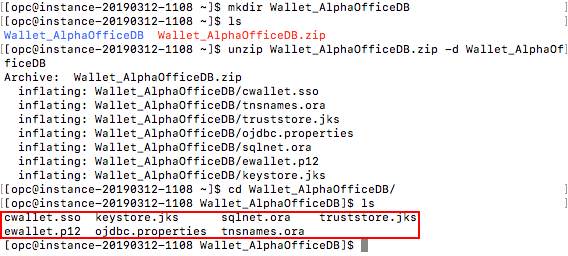 [[opc@instance-20190312-1108 ~]$ mkdir Wallet_AlphaOfficeDB
[[opc@instance-20190312-1108 ~]$ ls
Wallet_AlphaOfficeDB  Wallet_AlphaOfficeDB.zip
[[opc@instance-20190312-1108 ~]$ unzip Wallet_AlphaOfficeDB.zip -d Wallet_AlphaOf
ficeDB
Archive:  Wallet_AlphaOfficeDB.zip
  inflating: Wallet_AlphaOfficeDB/cwallet.sso
  inflating: Wallet_AlphaOfficeDB/tnsnames.ora
  inflating: Wallet_AlphaOfficeDB/truststore.jks
  inflating: Wallet_AlphaOfficeDB/ojdbc.properties
  inflating: Wallet_AlphaOfficeDB/sqlnet.ora
  inflating: Wallet_AlphaOfficeDB/ewallet.p12
  inflating: Wallet_AlphaOfficeDB/keystore.jks
[[opc@instance-20190312-1108 ~]$ cd Wallet_AlphaOfficeDB/
[[opc@instance-20190312-1108 Wallet_AlphaOfficeDB]$ ls
cwallet.sso  keystore.jks      sqlnet.ora    truststore.jks
ewallet.p12  ojdbc.properties  tnsnames.ora
[[opc@instance-20190312-1108 Wallet_AlphaOfficeDB]$